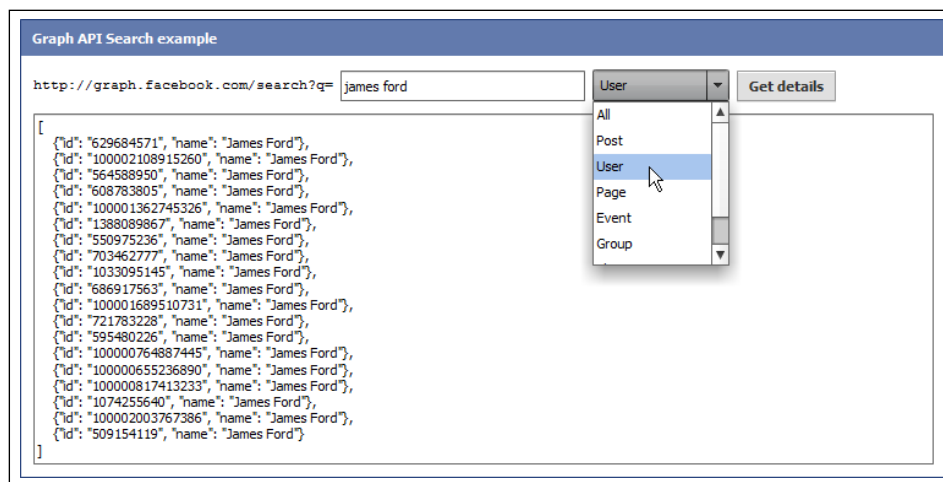 Graph API Search example
http://graph.facebook.com/search?q= james ford User Get details
All
Post
User
Page
Event
Group
[
{"id": "629684571", "name": "James Ford"},
{"id": "100002108915260", "name": "James Ford"},
{"id": "564588950", "name": "James Ford"},
{"id": "608783805", "name": "James Ford"},
{"id": "100001362745326", "name": "James Ford"},
{"id": "1388089867", "name": "James Ford"},
{"id": "550975236", "name": "James Ford"},
{"id": "703462777", "name": "James Ford"},
{"id": "1033095145", "name": "James Ford"},
{"id": "686917563", "name": "James Ford"},
{"id": "100001689510731", "name": "James Ford"},
{"id": "721783228", "name": "James Ford"},
{"id": "595480226", "name": "James Ford"},
{"id": "100000764887445", "name": "James Ford"},
{"id": "100000655236890", "name": "James Ford"},
{"id": "100000817413233", "name": "James Ford"},
{"id": "1074255640", "name": "James Ford"},
{"id": "100002003767386", "name": "James Ford"},
{"id": "509154119", "name": "James Ford"}
]